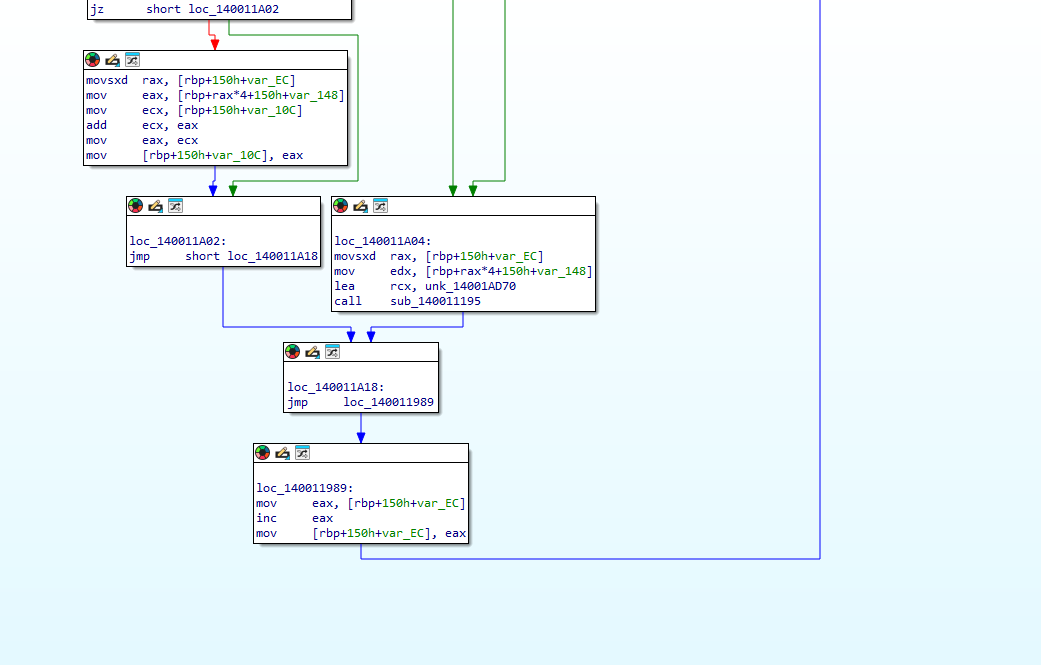 jz short loc_140011A02
movsxd rax, [rbp+150h+var_EC]
mov eax, [rbp+rax*4+150h+var_148]
mov ecx, [rbp+150h+var_10C]
add ecx, eax
mov eax, ecx
mov [rbp+150h+var_10C], eax
loc_140011A02:
jmp short loc_140011A18
loc_140011A04:
movsxd rax, [rbp+150h+var_EC]
mov edx, [rbp+rax*4+150h+var_148]
lea rcx, unk_14001AD70
call sub_140011195
loc_140011A18:
jmp loc_140011989
loc_140011989:
mov eax, [rbp+150h+var_EC]
inc eax
mov [rbp+150h+var_EC], eax